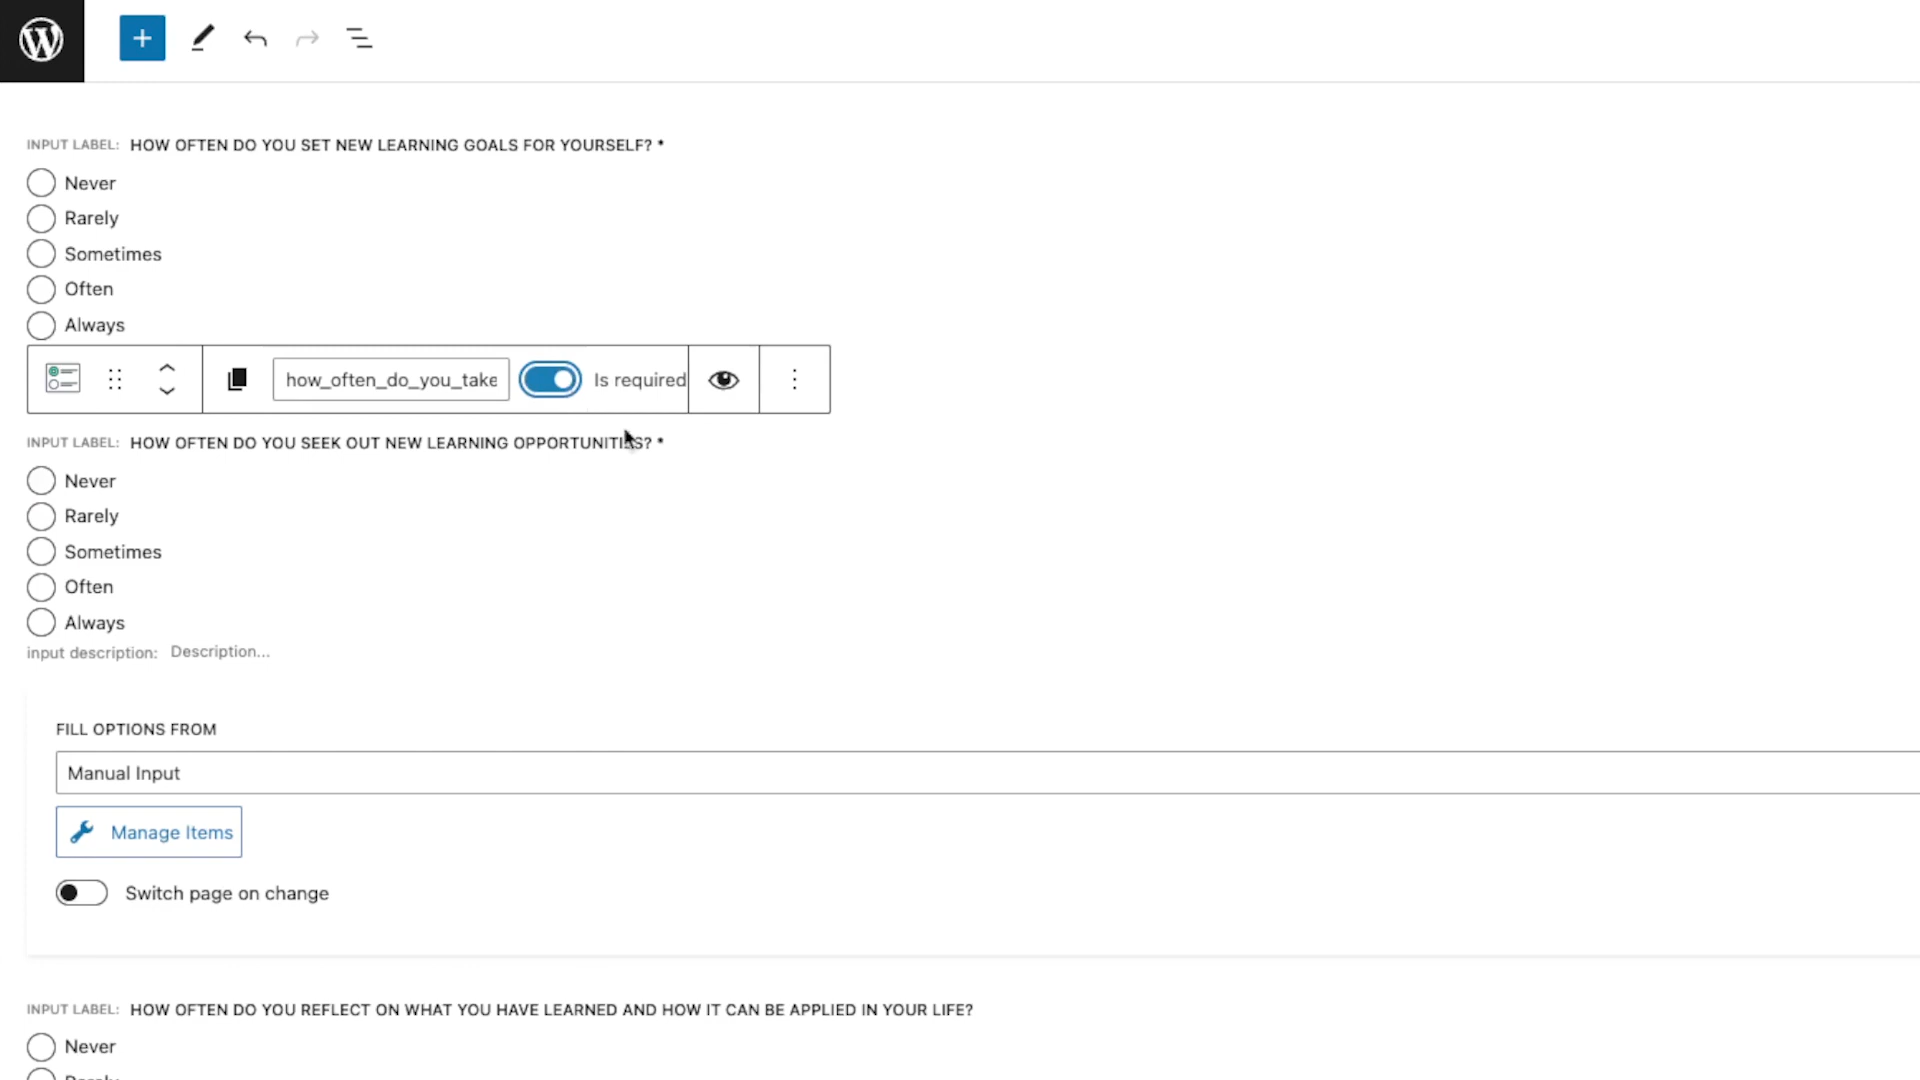 INPUT LABEL: HOW OFTEN DO YOU SET NEW LEARNING GOALS FOR YOURSELF? *
Never
Rarely
Sometimes
Often
Always
how_often_do_you_take Is required
INPUT LABEL: HOW OFTEN DO YOU SEEK OUT NEW LEARNING OPPORTUNITIES? *
Never
Rarely
Sometimes
Often
Always
input description: Description...
FILL OPTIONS FROM
Manual Input
Manage Items
Switch page on change
INPUT LABEL: HOW OFTEN DO YOU REFLECT ON WHAT YOU HAVE LEARNED AND HOW IT CAN BE APPLIED IN YOUR LIFE?
Never